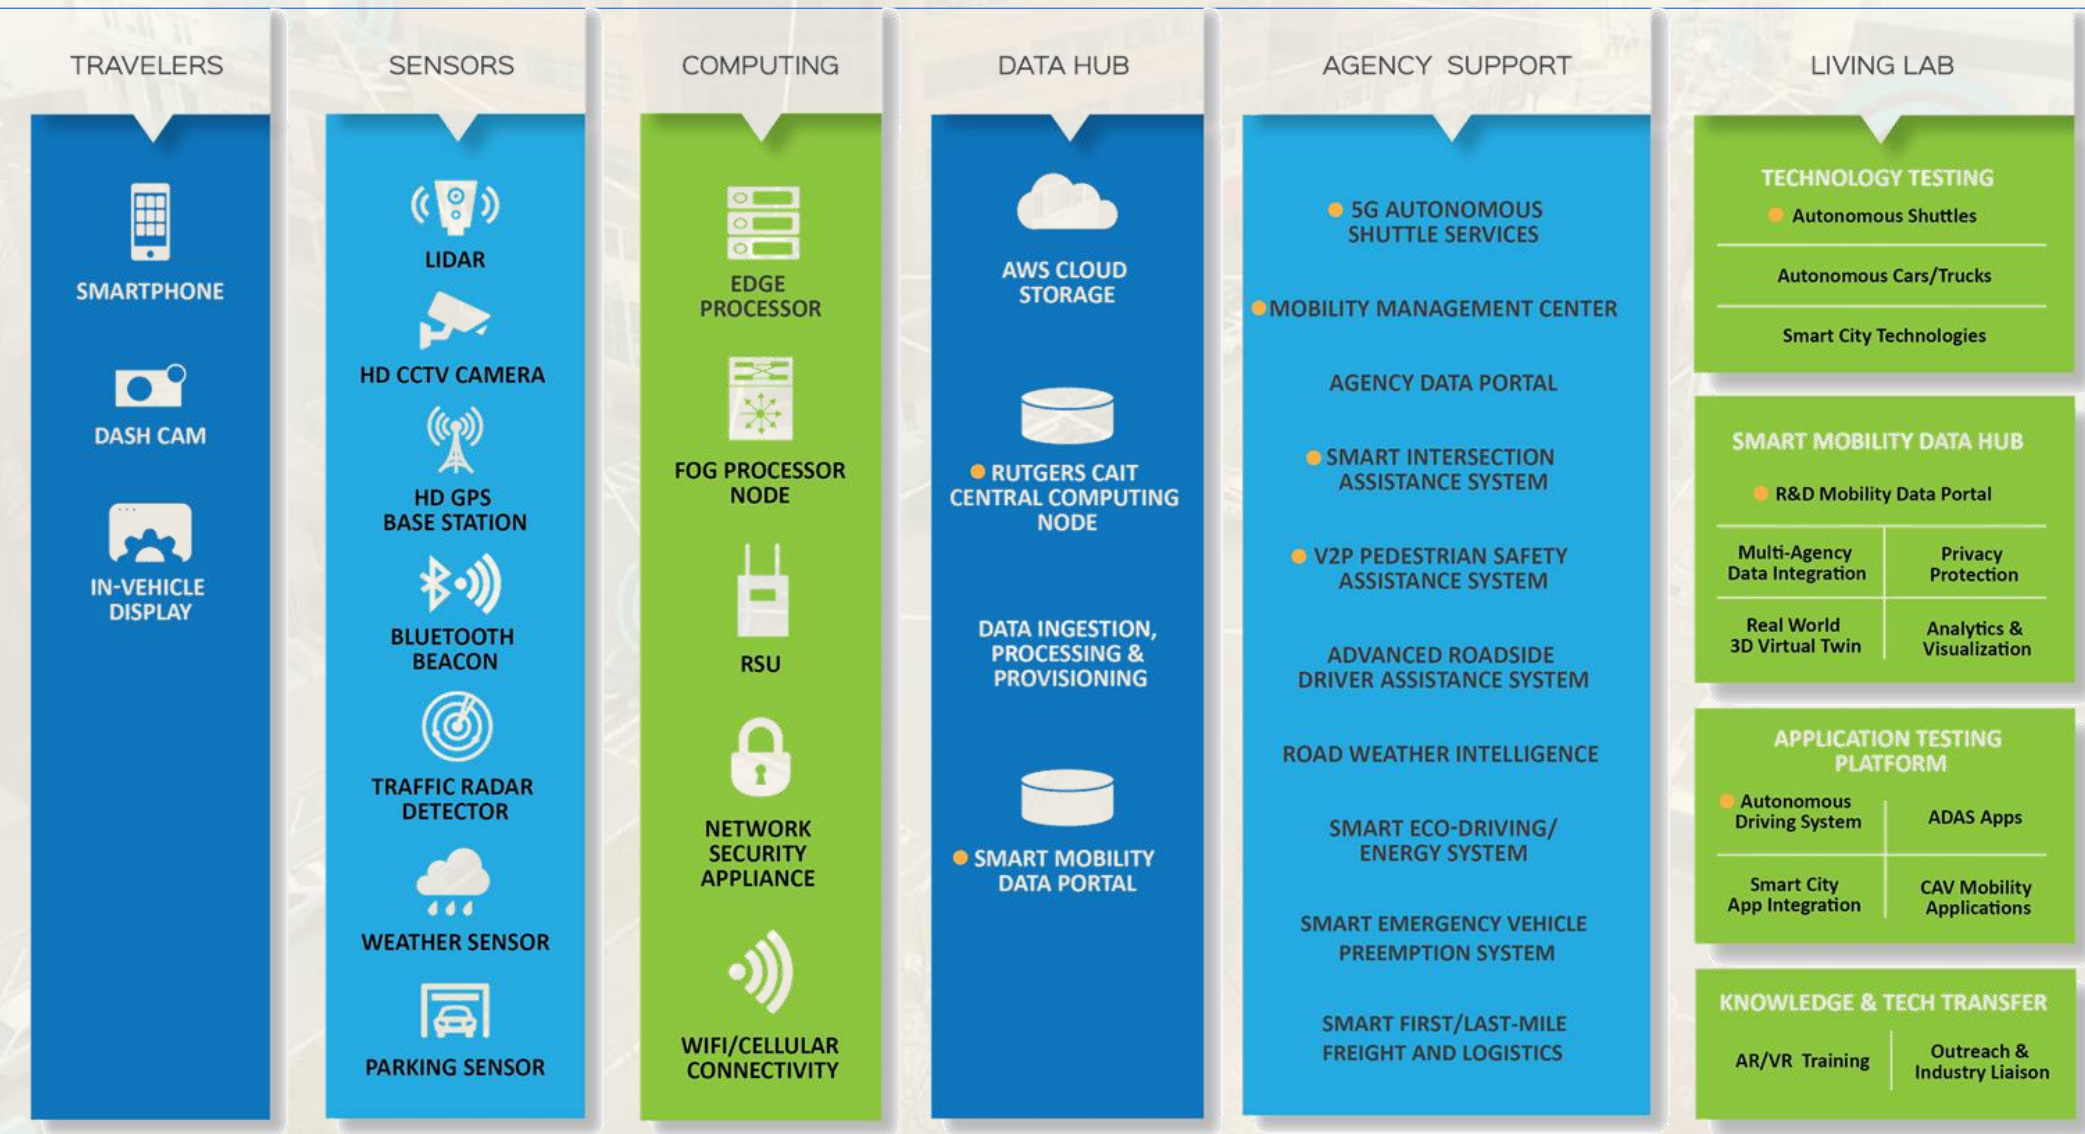 TRAVELERS
SMARTPHONE
DASH CAM
IN-VEHICLE
DISPLAY
SENSORS
LIDAR
HD CCTV CAMERA
HD GPS
BASE STATION
BLUETOOTH
BEACON
TRAFFIC RADAR
DETECTOR
WEATHER SENSOR
PARKING SENSOR
COMPUTING
EDGE
PROCESSOR
FOG PROCESSOR
NODE
RSU
NETWORK
SECURITY
APPLIANCE
WIFI/CELLULAR
CONNECTIVITY
DATA HUB
AWS CLOUD
STORAGE
RUTGERS CAIT
CENTRAL COMPUTING
NODE
DATA INGESTION,
PROCESSING &
PROVISIONING
SMART MOBILITY
DATA PORTAL
AGENCY SUPPORT
5G AUTONOMOUS
SHUTTLE SERVICES
MOBILITY MANAGEMENT CENTER
AGENCY DATA PORTAL
SMART INTERSECTION
ASSISTANCE SYSTEM
V2P PEDESTRIAN SAFETY
ASSISTANCE SYSTEM
ADVANCED ROADSIDE
DRIVER ASSISTANCE SYSTEM
ROAD WEATHER INTELLIGENCE
SMART ECO-DRIVING/
ENERGY SYSTEM
SMART EMERGENCY VEHICLE
PREEMPTION SYSTEM
SMART FIRST/LAST-MILE
FREIGHT AND LOGISTICS
LIVING LAB
TECHNOLOGY TESTING
Autonomous Shuttles
Autonomous Cars/Trucks
Smart City Technologies
SMART MOBILITY DATA HUB
R&D Mobility Data Portal
Multi-Agency
Data Integration
Privacy
Protection
Real World
3D Virtual Twin
Analytics &
Visualization
APPLICATION TESTING
PLATFORM
Autonomous
Driving System
ADAS Apps
Smart City
App Integration
CAV Mobility
Applications
KNOWLEDGE & TECH TRANSFER
AR/VR Training
Outreach &
Industry Liaison